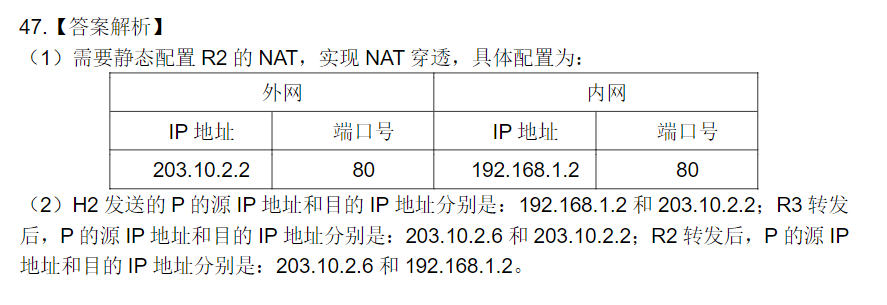 47.【答案解析】
（1）需要静态配置 R2 的 NAT，实现 NAT 穿透，具体配置为：
外网 内网
IP 地址 端口号 IP 地址 端口号
203.10.2.2 80 192.168.1.2 80
（2）H2 发送的 P 的源 IP 地址和目的 IP 地址分别是：192.168.1.2 和 203.10.2.2；R3 转发
后，P 的源 IP 地址和目的 IP 地址分别是：203.10.2.6 和 203.10.2.2；R2 转发后，P 的源 IP
地址和目的 IP 地址分别是：203.10.2.6 和 192.168.1.2。